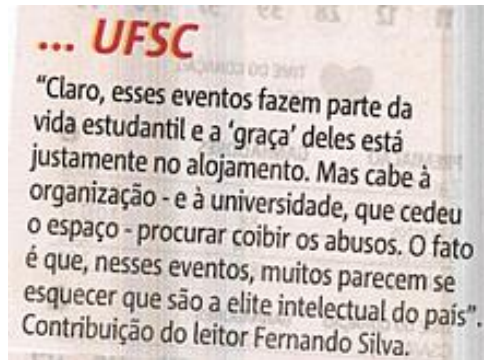 ... UFSC
"Claro, esses eventos fazem parte da
vida estudantil e a 'graça' deles está
justamente no alojamento. Mas cabe à
organização - e à universidade, que cedeu
o espaço - procurar coibir os abusos. O fato
é que, nesses eventos, muitos parecem se
esquecer que são a elite intelectual do país".
Contribuição do leitor Fernando Silva.